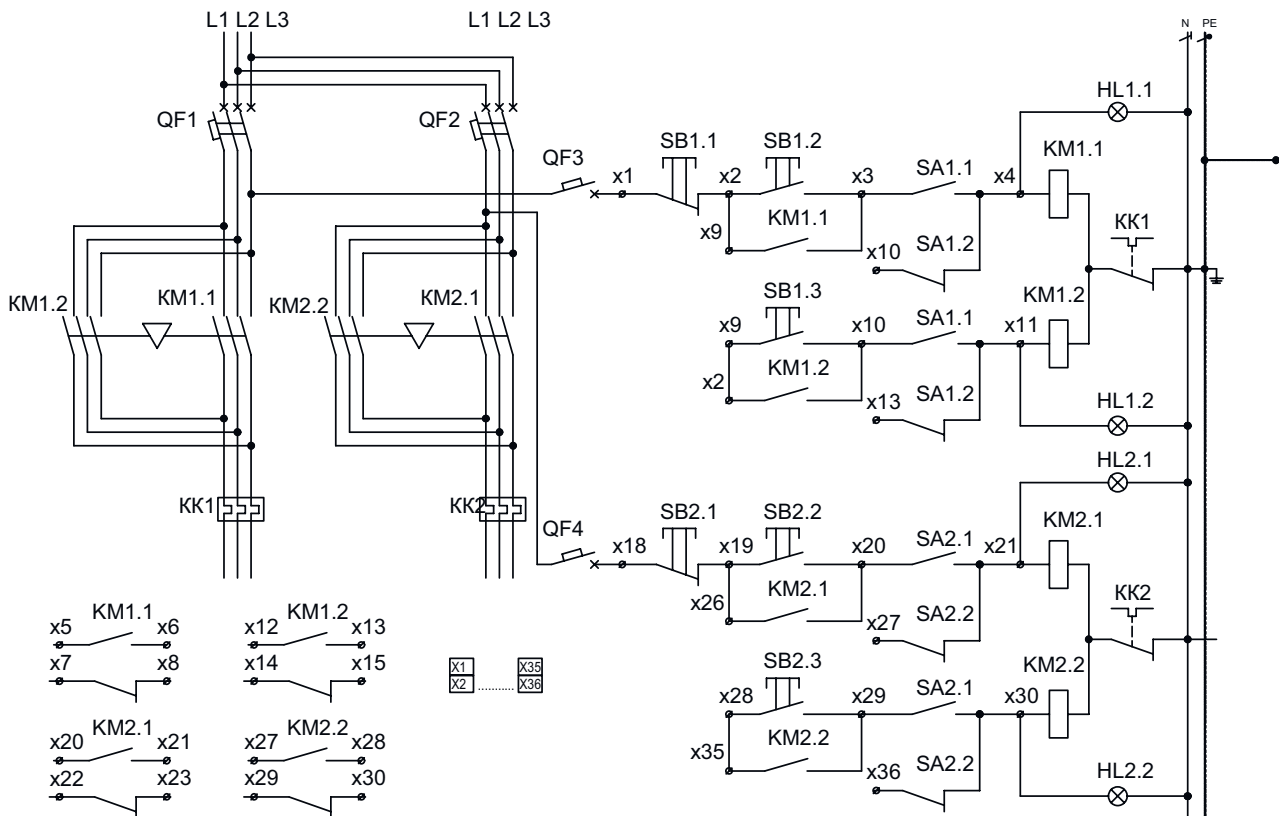 L1 L2 L3
L1 L2 L3
N PE
HL1.1
QF1
QF2
SB1.1
SB1.2
KM1.1
QF3
x1
x2
x3
SA1.1
x4
KM1.1
x9
SA1.2
x10
КК1
KM1.2
KM1.1
KM2.2
KM2.1
SB1.3
KM1.2
x9
x10
SA1.1
x11
KM1.2
x2
SA1.2
x13
HL1.2
HL2.1
КК1
КК2
SB2.1
SB2.2
KM2.1
QF4
x18
x19
x20
SA2.1
x21
KM2.1
x26
SA2.2
x27
КК2
KM1.1
KM1.2
x5
x6
x12
x13
x7
x8
x14
x15
X1
X35
X2
...........
X36
SB2.3
KM2.2
x28
x29
SA2.1
x30
KM2.1
KM2.2
KM2.2
x20
x21
x27
x28
x35
SA2.2
x36
x22
x23
x29
x30
HL2.2